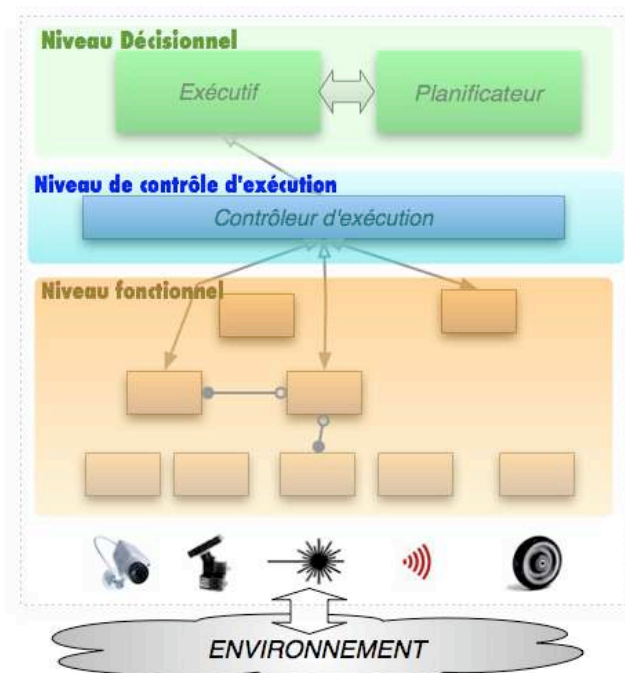 Niveau Décisionnel
Exécutif
Planificateur
Niveau de contrôle d'exécution
Contrôleur d'exécution
Niveau fonctionnel
ENVIRONNEMENT